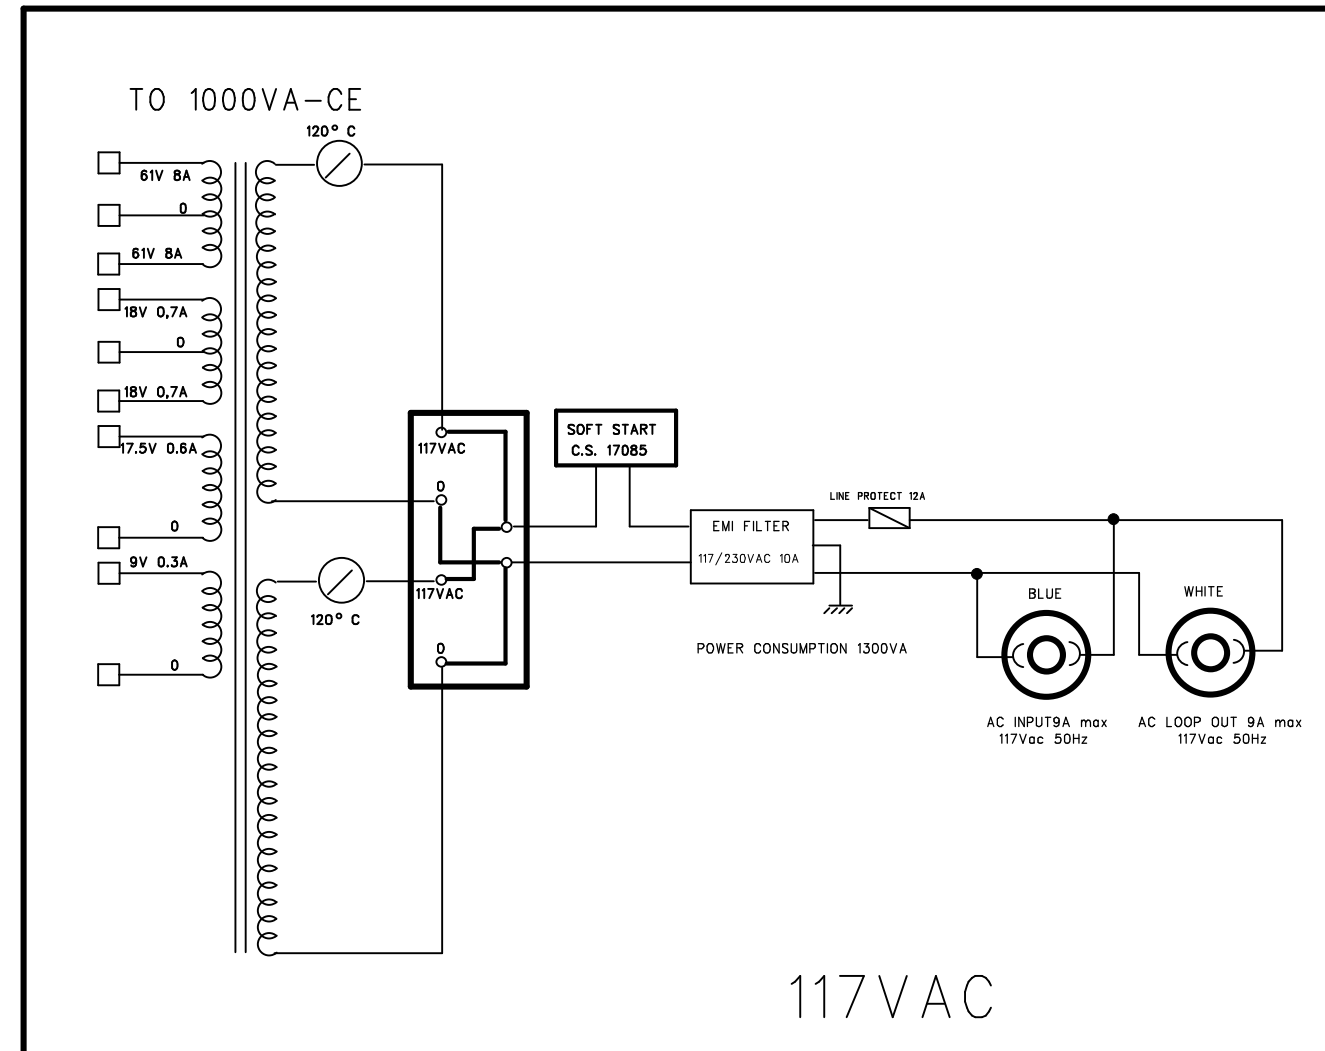 TO 1000VA-CE
120° C
61V 8A
0
61V 8A
18V 0,7A
0
18V 0,7A
17.5V 0.6A
0
9V 0.3A
0
120° C
117VAC
0
117VAC
0
SOFT START
C.S. 17085
LINE PROTECT 12A
EMI FILTER
117/230VAC 10A
POWER CONSUMPTION 1300VA
BLUE
WHITE
AC INPUT9A max
117Vac 50Hz
AC LOOP OUT 9A max
117Vac 50Hz
117VAC